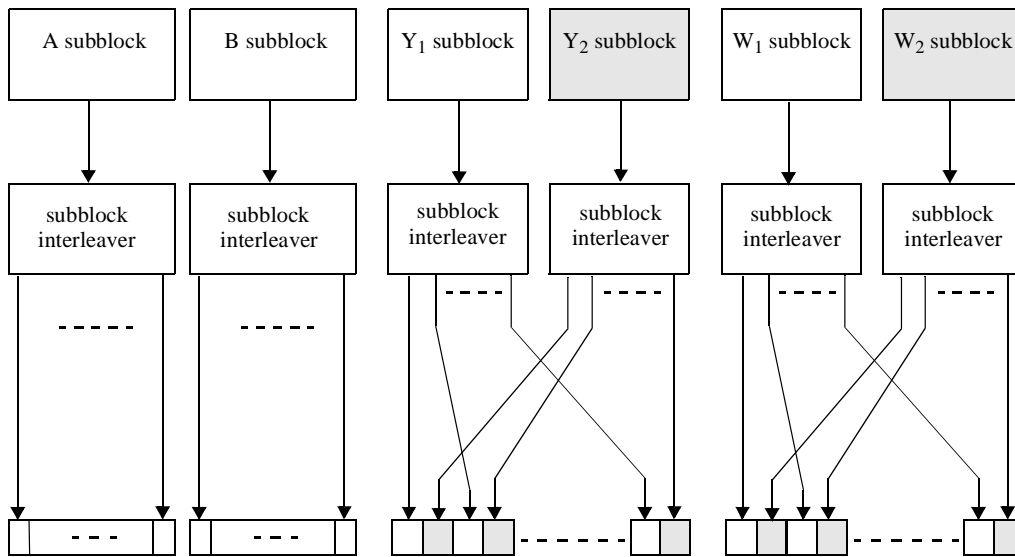 A subblock
B subblock
Y1 subblock
Y2 subblock
W1 subblock
W2 subblock
subblock
interleaver
subblock
interleaver
subblock
interleaver
subblock
interleaver
subblock
interleaver
subblock
interleaver